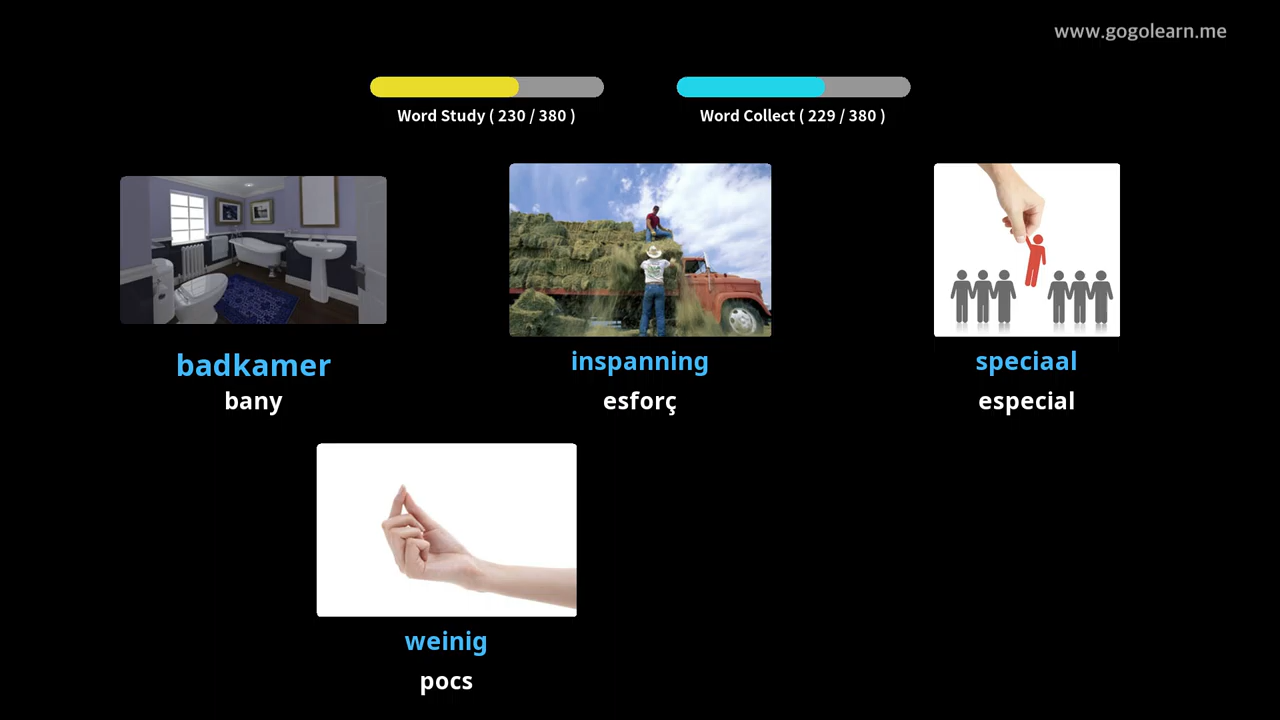 www.gogolearn.me
Word Study ( 230 / 380 )
Word Collect ( 229 / 380 )
badkamer
bany
inspanning
esforç
speciaal
especial
weinig
pocs